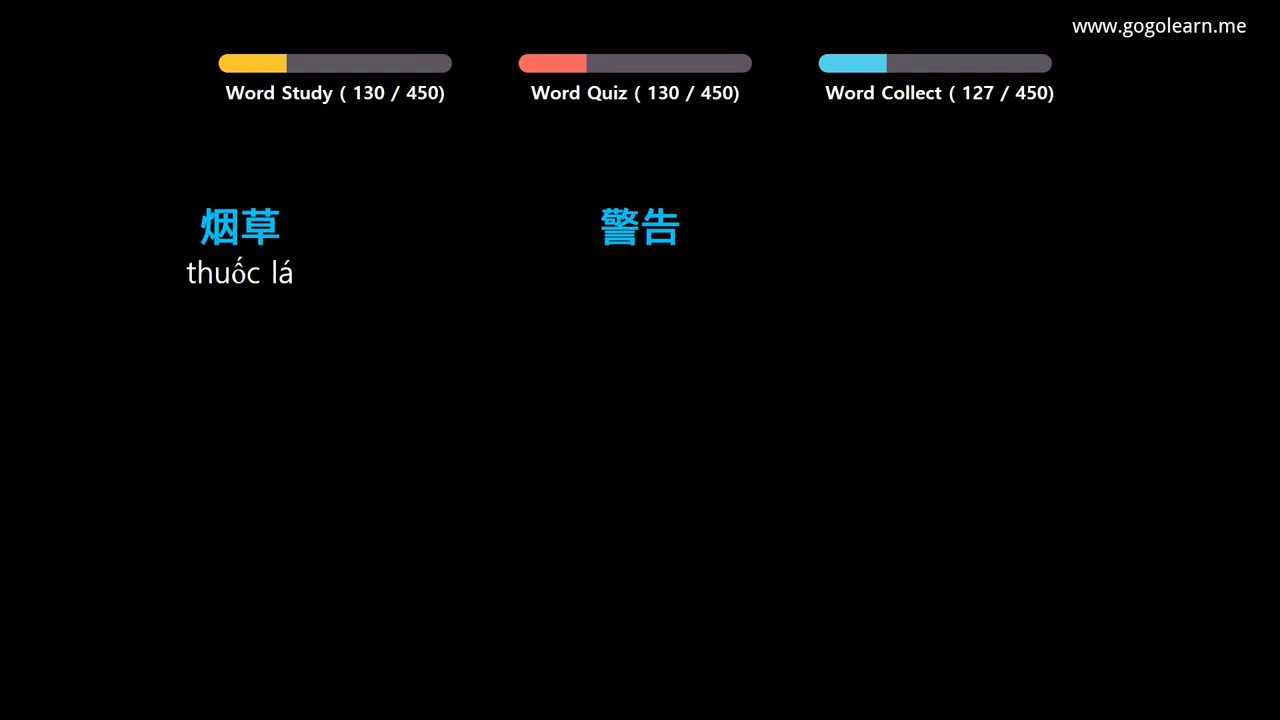 www.gogolearn.me
Word Study ( 130 / 450)
Word Quiz ( 130 / 450)
Word Collect ( 127 / 450)
烟草
thuốc lá
警告